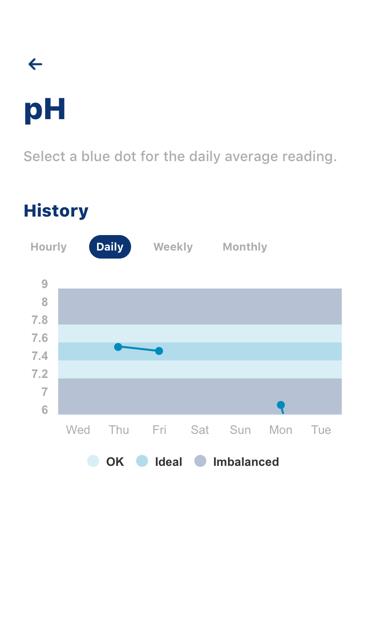 pH
Select a blue dot for the daily average reading.
History
Hourly Daily Weekly Monthly
9
8
7.8
7.6
7.4
7.2
7
6
Wed Thu Fri Sat Sun Mon Tue
OK Ideal Imbalanced